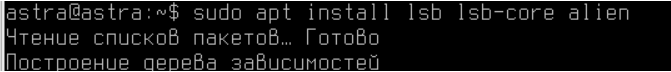 astra@astra:~$ sudo apt install lsb lsb-core alien
Чтение списков пакетов… Готово
Построение дерева зависимостей